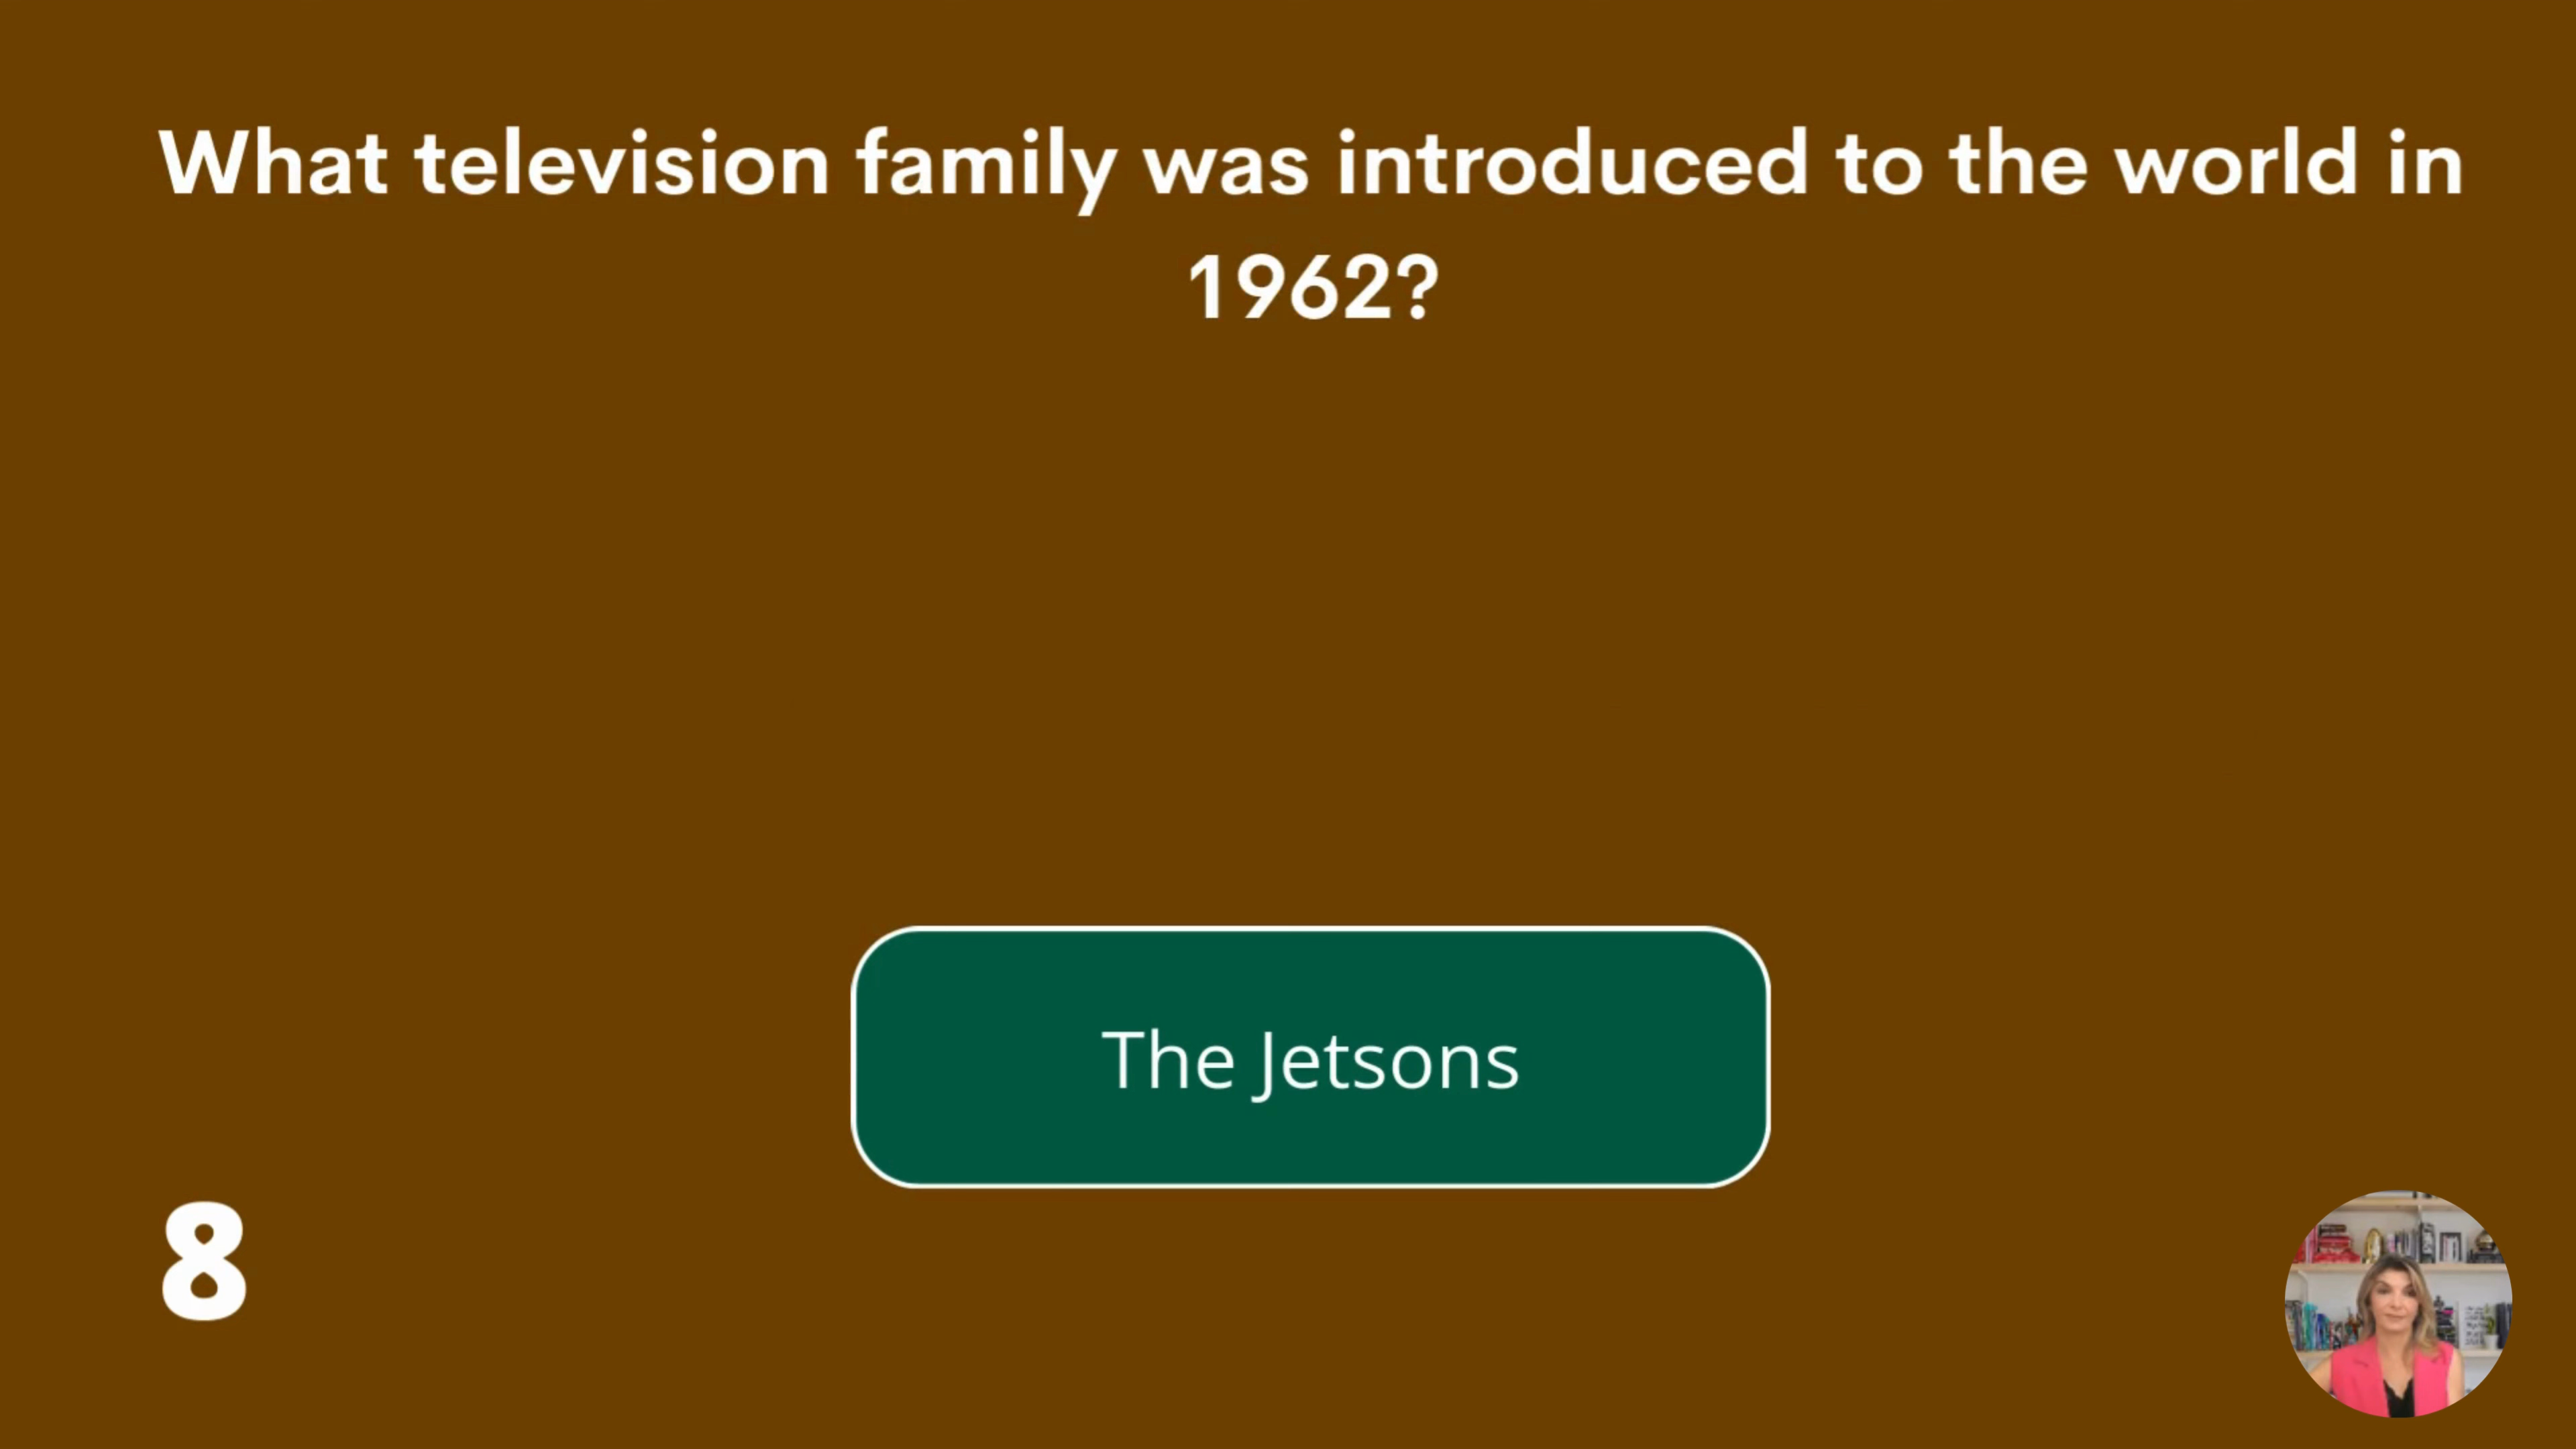 What television family was introduced to the world in
1962?
The Jetsons
8